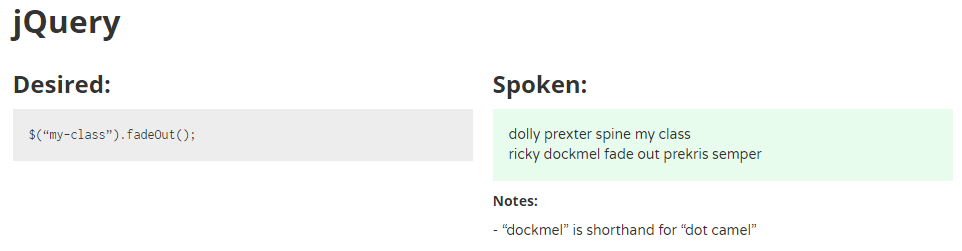 jQuery
Desired:
$(“my-class”).fadeOut();
Spoken:
dolly prexter spine my class
ricky dockmel fade out prekris semper
Notes:
- “dockmel” is shorthand for “dot camel”